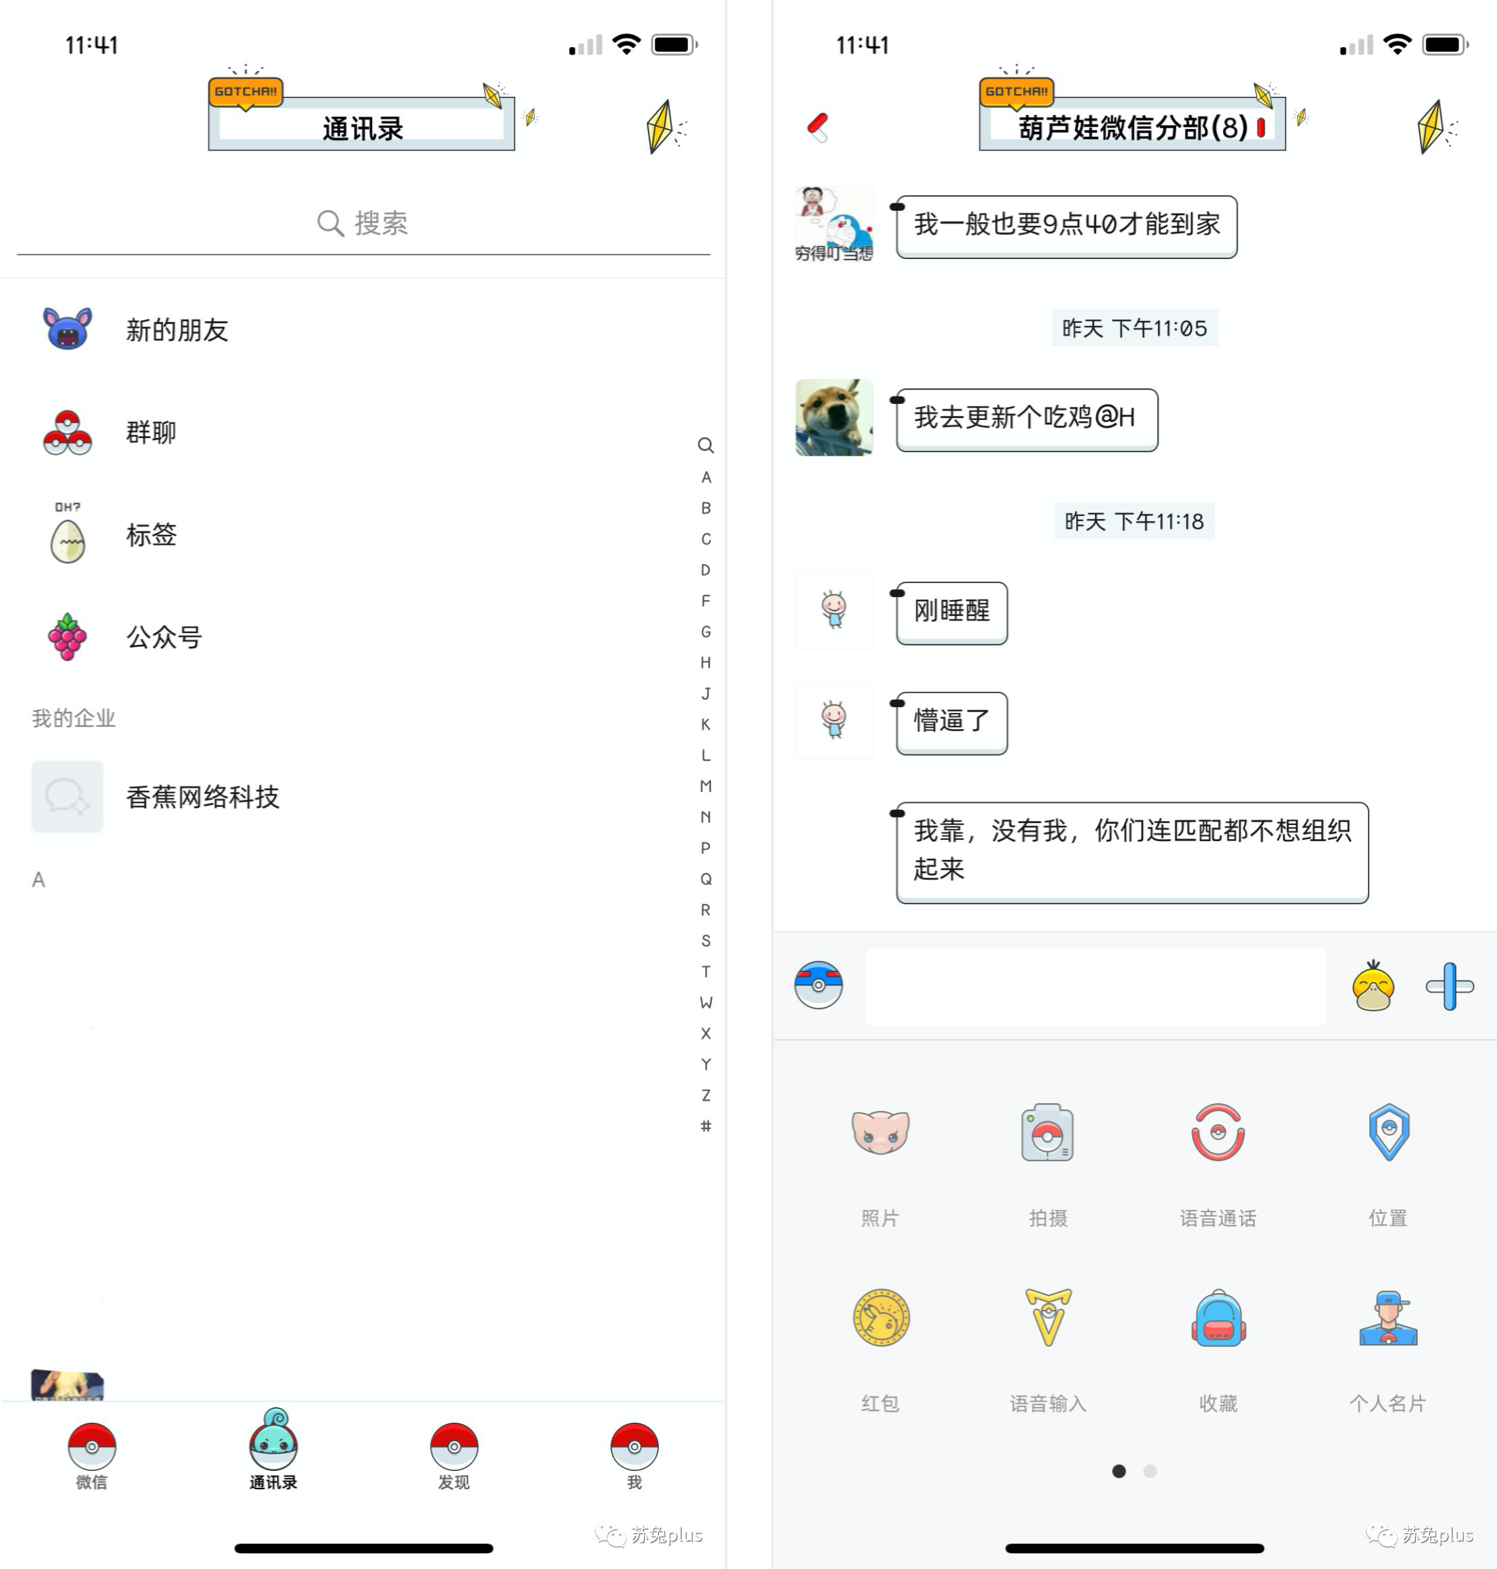 11:41
GOTCHA!!
通讯录
搜索
新的朋友
群聊
OH?
标签
公众号
我的企业
香蕉网络科技
A
A
B
C
D
F
G
H
J
K
L
M
N
P
Q
R
S
T
W
X
Y
Z
#
微信
通讯录
发现
我
苏兔plus
11:41
GOTCHA!!
葫芦娃微信分部(8)
穷得叮当想
我一般也要9点40才能到家
昨天 下午11:05
我去更新个吃鸡@H
昨天 下午11:18
刚睡醒
懵逼了
我靠，没有我，你们连匹配都不想组织
起来
照片
拍摄
语音通话
位置
红包
语音输入
收藏
个人名片
苏兔plus